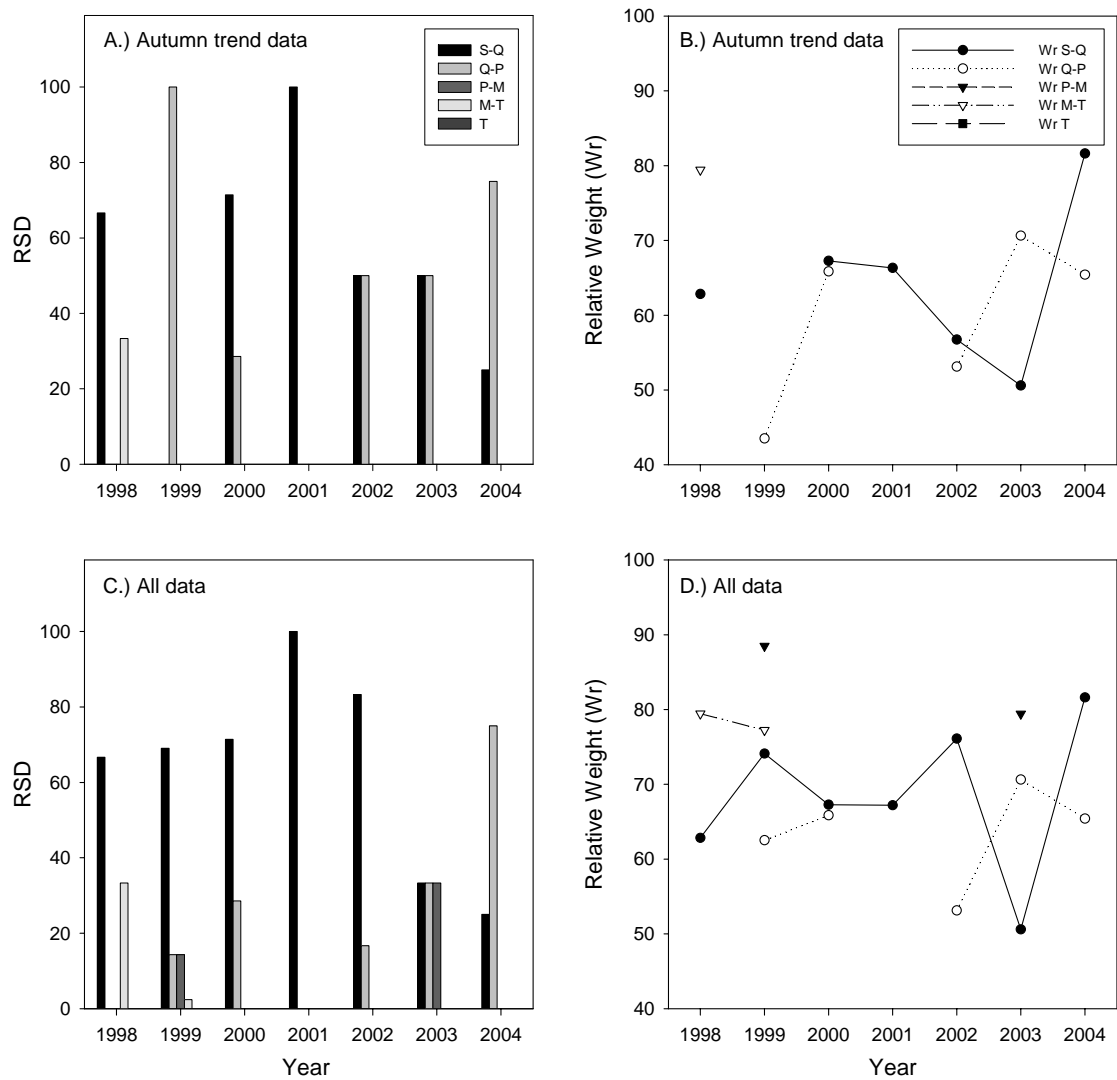 A.) Autumn trend data
S-Q
Q-P
P-M
M-T
T
RSD
100
80
60
40
20
0
1998 1999 2000 2001 2002 2003 2004
B.) Autumn trend data
Wr S-Q
Wr Q-P
Wr P-M
Wr M-T
Wr T
Relative Weight (Wr)
100
90
80
70
60
50
40
1998 1999 2000 2001 2002 2003 2004
C.) All data
RSD
100
80
60
40
20
0
1998 1999 2000 2001 2002 2003 2004
Year
D.) All data
Relative Weight (Wr)
100
90
80
70
60
50
40
1998 1999 2000 2001 2002 2003 2004
Year